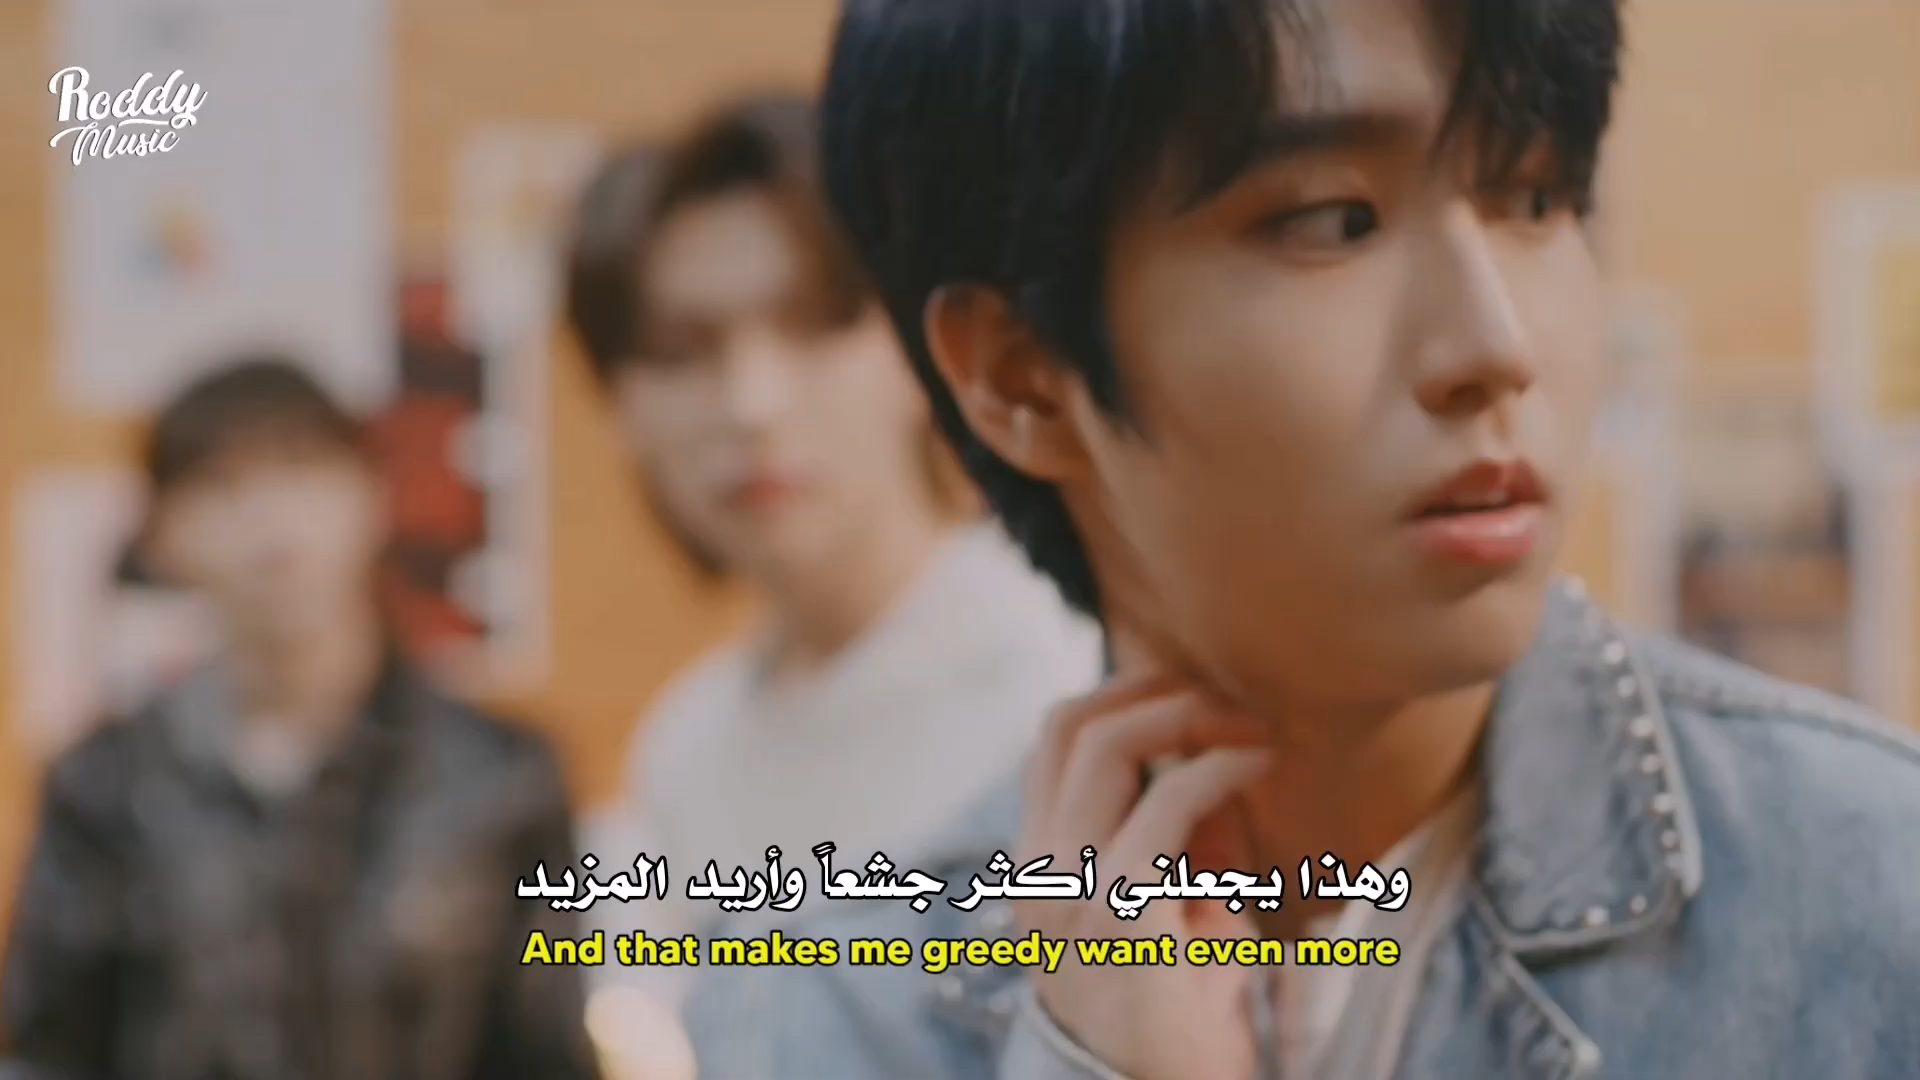 Roddy
Music
وهذا يجعلني أكثر جشعاً وأريد المزيد
And that makes me greedy want even more